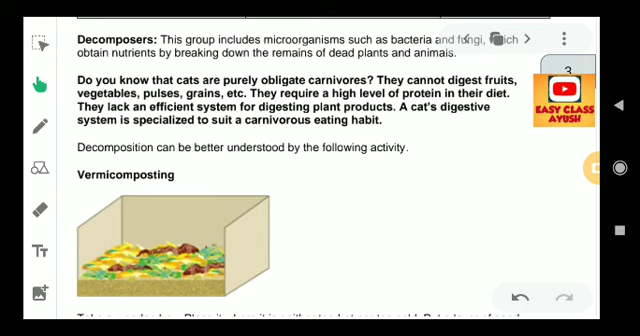 Decomposers: This group includes microorganisms such as bacteria and fungi, which
obtain nutrients by breaking down the remains of dead plants and animals.
3
Do you know that cats are purely obligate carnivores? They cannot digest fruits,
vegetables, pulses, grains, etc. They require a high level of protein in their diet.
They lack an efficient system for digesting plant products. A cat's digestive
system is specialized to suit a carnivorous eating habit.
EASY CLASS
AYUSH
Decomposition can be better understood by the following activity.
Vermicomposting
Tт